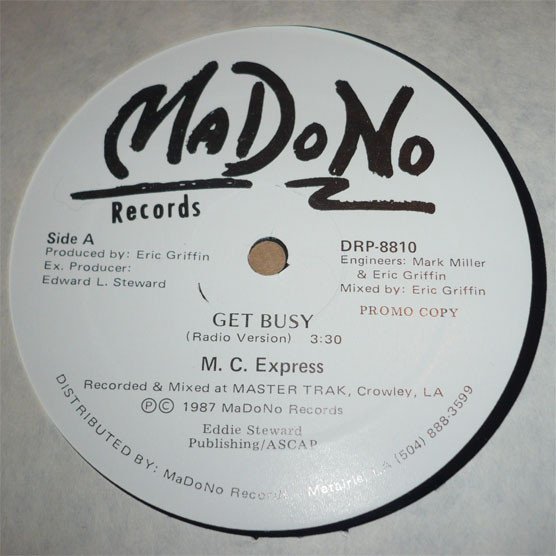 MaDoNo
Records
Side A
Produced by: Eric Griffin
Ex. Producer:
Edward L. Steward
DRP-8810
Engineers: Mark Miller
& Eric Griffin
Mixed by: Eric Griffin
PROMO COPY
GET BUSY
(Radio Version) 3:30
M. C. Express
Recorded & Mixed at MASTER TRAK, Crowley, LA
Ⓟ© 1987 MaDoNo Records
Eddie Steward
Publishing/ASCAP
DISTRIBUTED BY: MaDoNo Records - Metairie, LA (504) 888-3599